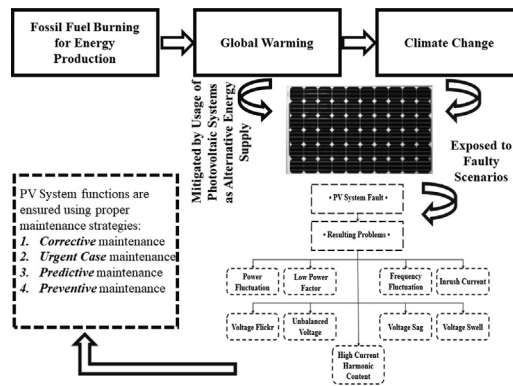 Fossil Fuel Burning
for Energy
Production
Global Warming
Climate Change
Mitigated by Usage of
Photovoltaic Systems
as Alternative Energy
Supply
Exposed to
Faulty
Scenarios
PV System functions are
ensured using proper
maintenance strategies:
1. Corrective maintenance
2. Urgent Case maintenance
3. Predictive maintenance
4. Preventive maintenance
• PV System Fault •
• Resulting Problems •
Power
Fluctuation
Low Power
Factor
Frequency
Fluctuation
Inrush Current
Voltage Flickr
Unbalanced
Voltage
Voltage Sag
Voltage Swell
High Current
Harmonic
Content